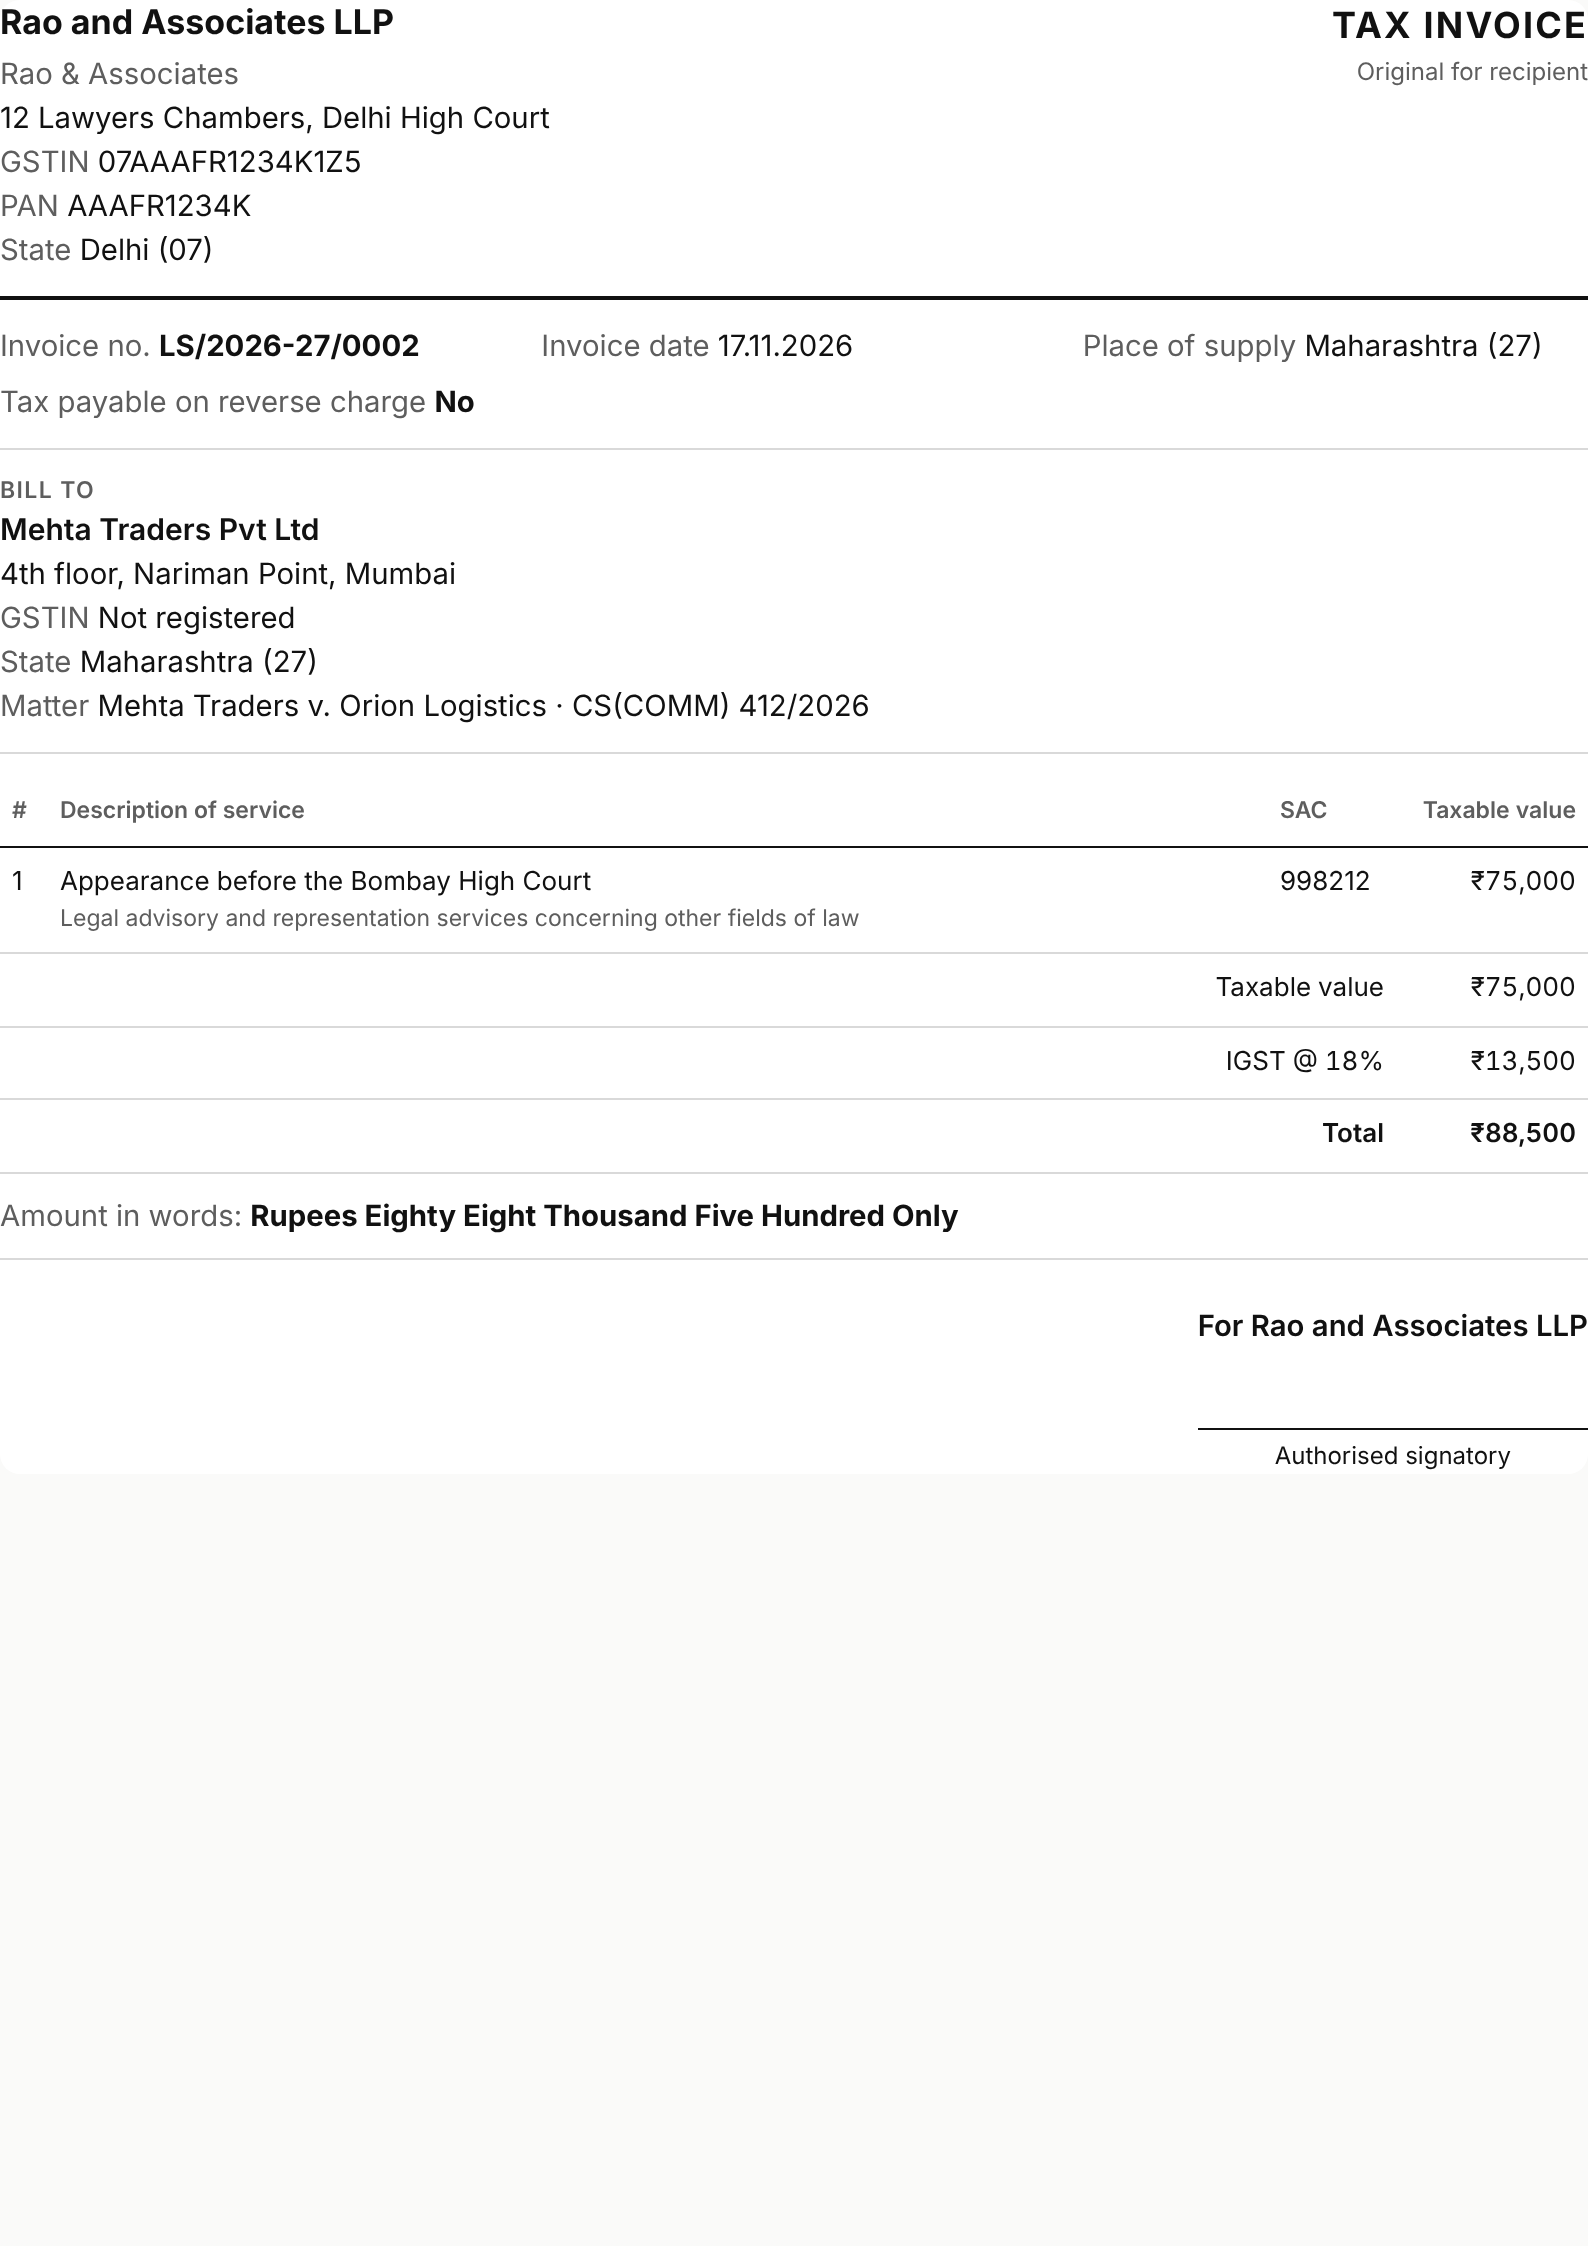 Rao and Associates LLP
TAX INVOICE
Rao & Associates
Original for recipient
12 Lawyers Chambers, Delhi High Court
GSTIN 07AAAFR1234K1Z5
PAN AAAFR1234K
State Delhi (07)
Invoice no. LS/2026-27/0002 Invoice date 17.11.2026 Place of supply Maharashtra (27)
Tax payable on reverse charge No
BILL TO
Mehta Traders Pvt Ltd
4th floor, Nariman Point, Mumbai
GSTIN Not registered
State Maharashtra (27)
Matter Mehta Traders v. Orion Logistics · CS(COMM) 412/2026
# Description of service SAC Taxable value
1 Appearance before the Bombay High Court 998212 ₹75,000
Legal advisory and representation services concerning other fields of law
Taxable value ₹75,000
IGST @ 18% ₹13,500
Total ₹88,500
Amount in words: Rupees Eighty Eight Thousand Five Hundred Only
For Rao and Associates LLP
Authorised signatory